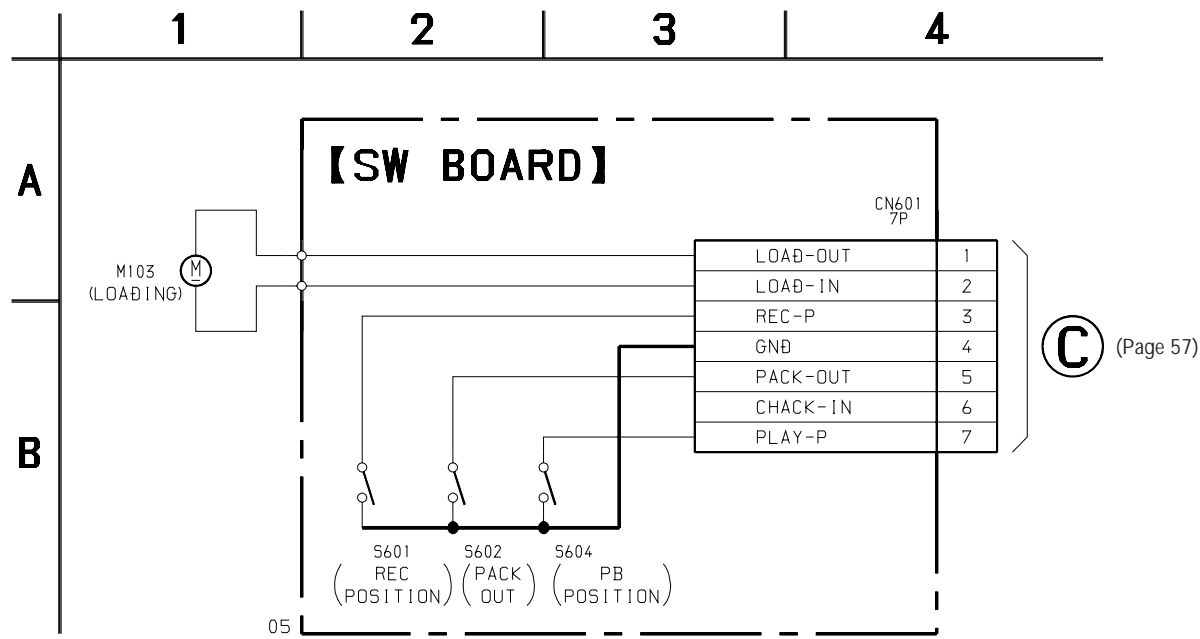 1 2 3 4
A
B
【SW BOARD】
CN601
7P
M103
(LOADING)
M
LOAD-OUT 1
LOAD-IN 2
REC-P 3
GND 4
PACK-OUT 5
CHACK-IN 6
PLAY-P 7
C (Page 57)
S601
(REC
POSITION)
S602
(PACK
OUT)
S604
(PB
POSITION)
05